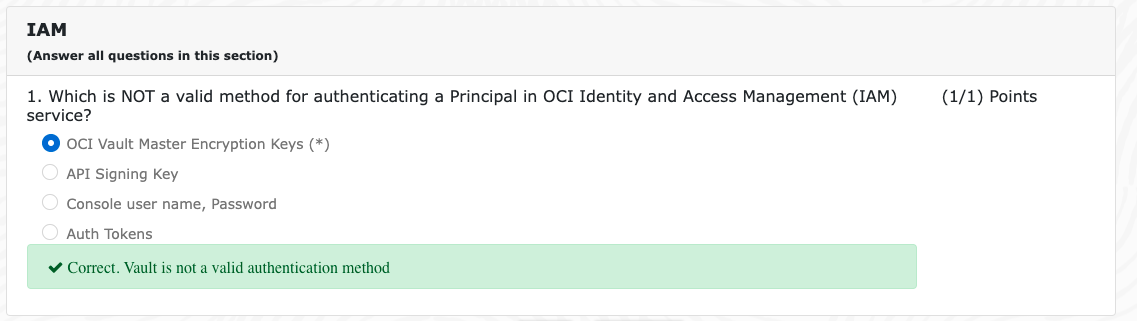 IAM
(Answer all questions in this section)
1. Which is NOT a valid method for authenticating a Principal in OCI Identity and Access Management (IAM) (1/1) Points
service?
OCI Vault Master Encryption Keys (*)
API Signing Key
Console user name, Password
Auth Tokens
Correct. Vault is not a valid authentication method